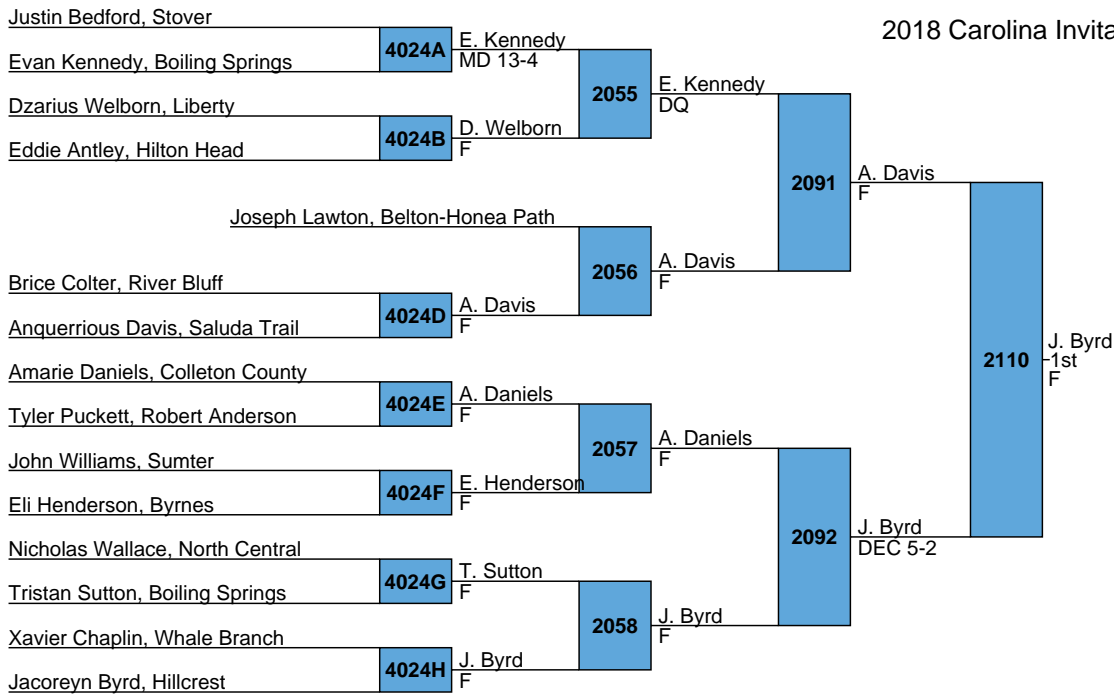 Justin Bedford, Stover
2018 Carolina Invita
4024A
E. Kennedy
MD 13-4
Evan Kennedy, Boiling Springs
2055
E. Kennedy
DQ
Dzarius Welborn, Liberty
4024B
D. Welborn
F
Eddie Antley, Hilton Head
2091
A. Davis
F
Joseph Lawton, Belton-Honea Path
2056
A. Davis
F
Brice Colter, River Bluff
4024D
A. Davis
F
Anquerrious Davis, Saluda Trail
2110
J. Byrd
1st
F
Amarie Daniels, Colleton County
4024E
A. Daniels
F
Tyler Puckett, Robert Anderson
2057
A. Daniels
F
John Williams, Sumter
4024F
E. Henderson
F
Eli Henderson, Byrnes
2092
J. Byrd
DEC 5-2
Nicholas Wallace, North Central
4024G
T. Sutton
F
Tristan Sutton, Boiling Springs
2058
J. Byrd
F
Xavier Chaplin, Whale Branch
4024H
J. Byrd
F
Jacoreyn Byrd, Hillcrest